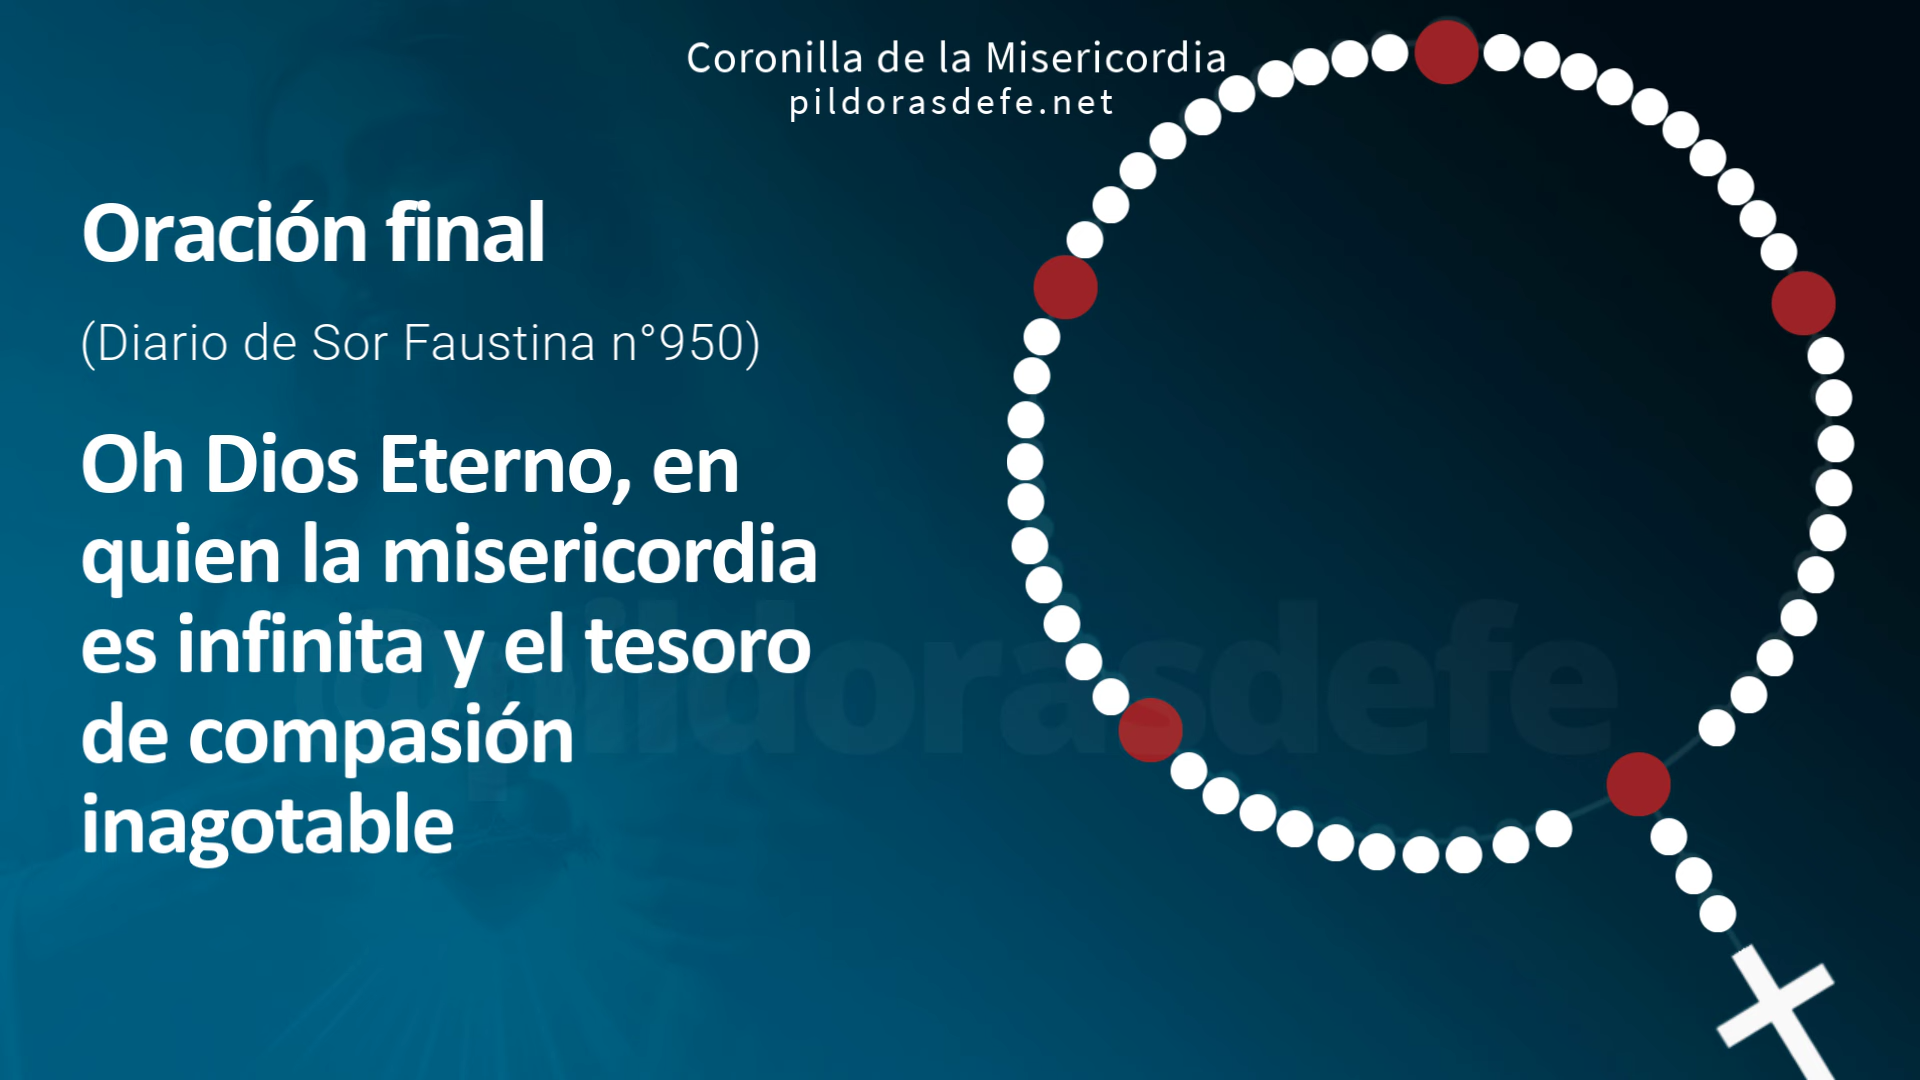 Coronilla de la Misericordia
pildorasdefe.net
Oración final
(Diario de Sor Faustina n°950)
Oh Dios Eterno, en
quien la misericordia
es infinita y el tesoro
de compasión
inagotable
@pildorasdefe